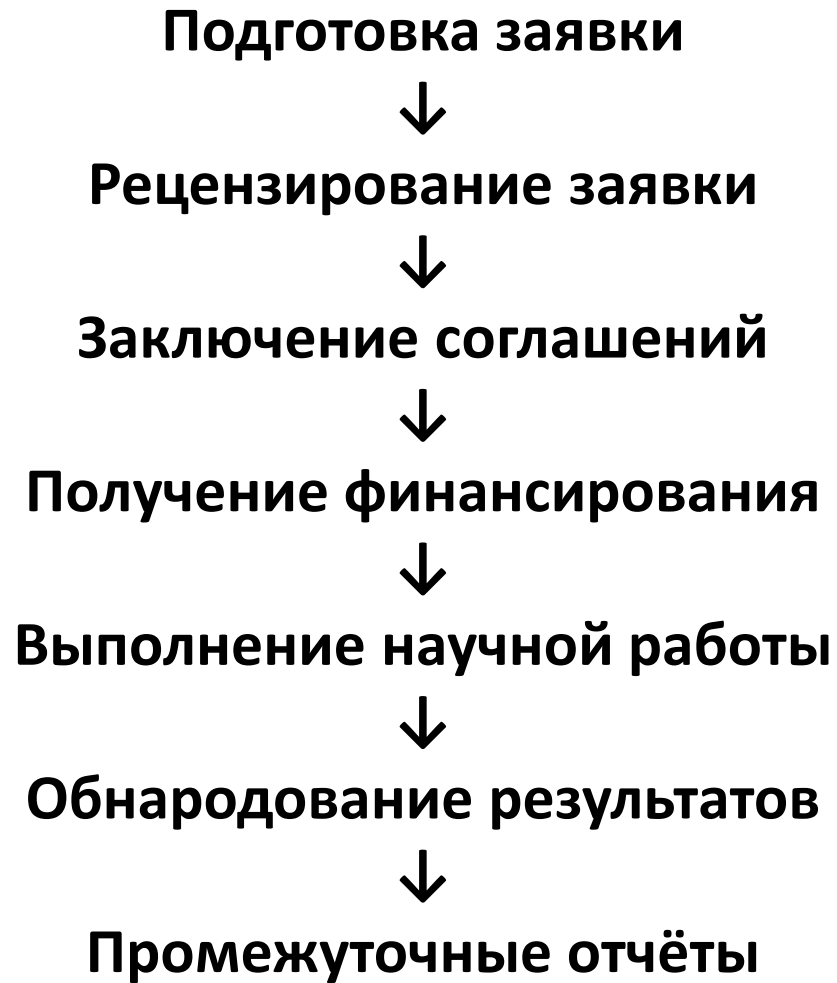 Подготовка заявки
↓
Рецензирование заявки
↓
Заключение соглашений
↓
Получение финансирования
↓
Выполнение научной работы
↓
Обнародование результатов
↓
Промежуточные отчёты